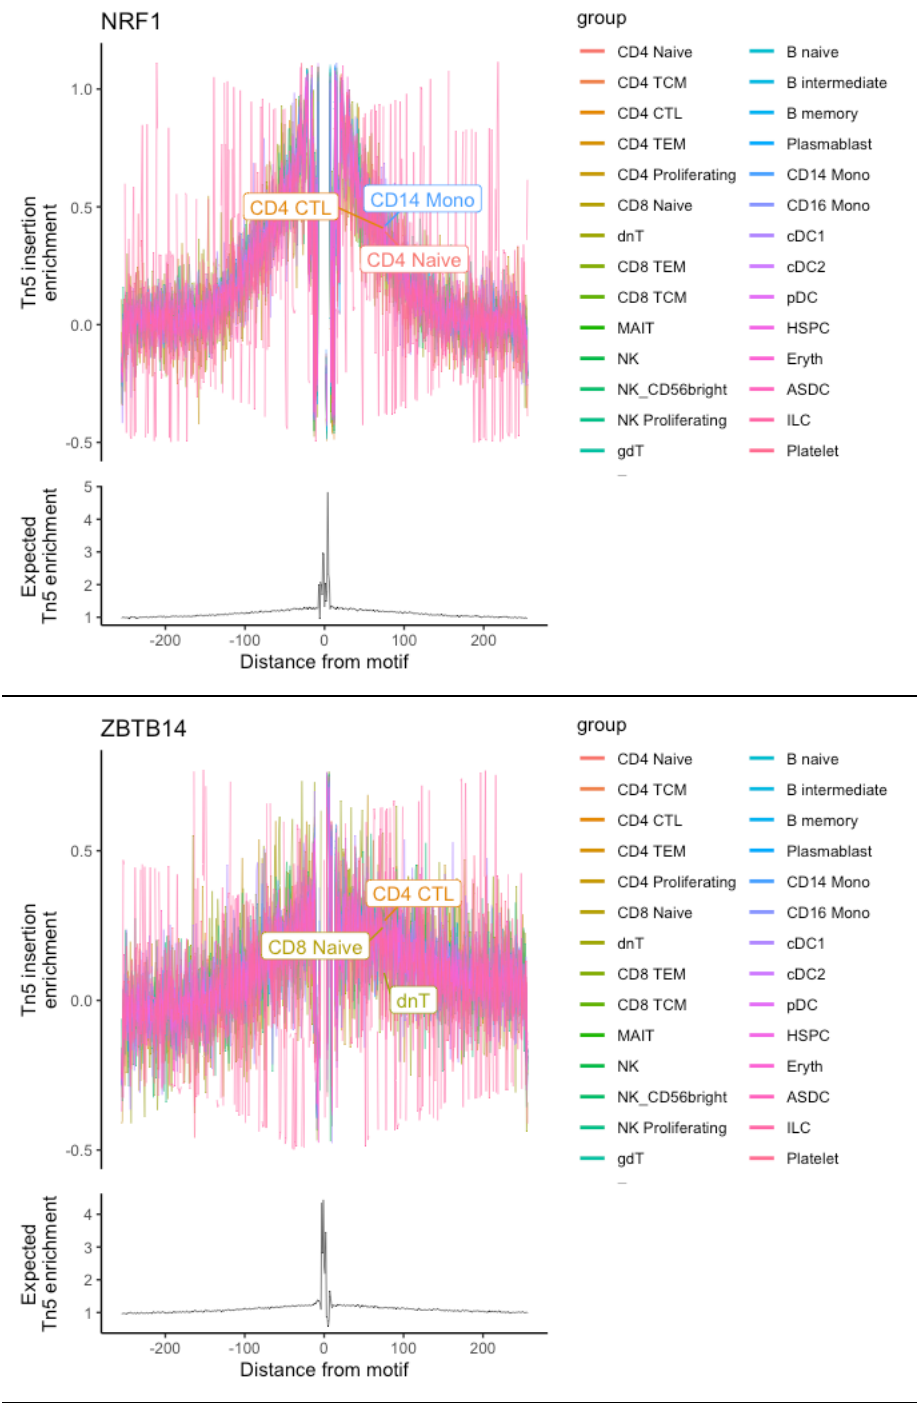 NRF1
group
CD4 Naive
CD4 TCM
CD4 CTL
CD4 TEM
CD4 Proliferating
CD8 Naive
dnT
CD8 TEM
CD8 TCM
MAIT
NK
NK_CD56bright
NK Proliferating
gdT
B naive
B intermediate
B memory
Plasmablast
CD14 Mono
CD16 Mono
cDC1
cDC2
pDC
HSPC
Eryth
ASDC
ILC
Platelet
Tn5 insertion
enrichment
1.0
0.5
0.0
-0.5
CD4 CTL
CD14 Mono
CD4 Naive
Expected
Tn5 enrichment
5
4
3
2
1
-200
-100
0
100
200
Distance from motif
ZBTB14
group
CD4 Naive
CD4 TCM
CD4 CTL
CD4 TEM
CD4 Proliferating
CD8 Naive
dnT
CD8 TEM
CD8 TCM
MAIT
NK
NK_CD56bright
NK Proliferating
gdT
B naive
B intermediate
B memory
Plasmablast
CD14 Mono
CD16 Mono
cDC1
cDC2
pDC
HSPC
Eryth
ASDC
ILC
Platelet
Tn5 insertion
enrichment
0.5
0.0
-0.5
CD4 CTL
CD8 Naive
dnT
Expected
Tn5 enrichment
4
3
2
1
-200
-100
0
100
200
Distance from motif